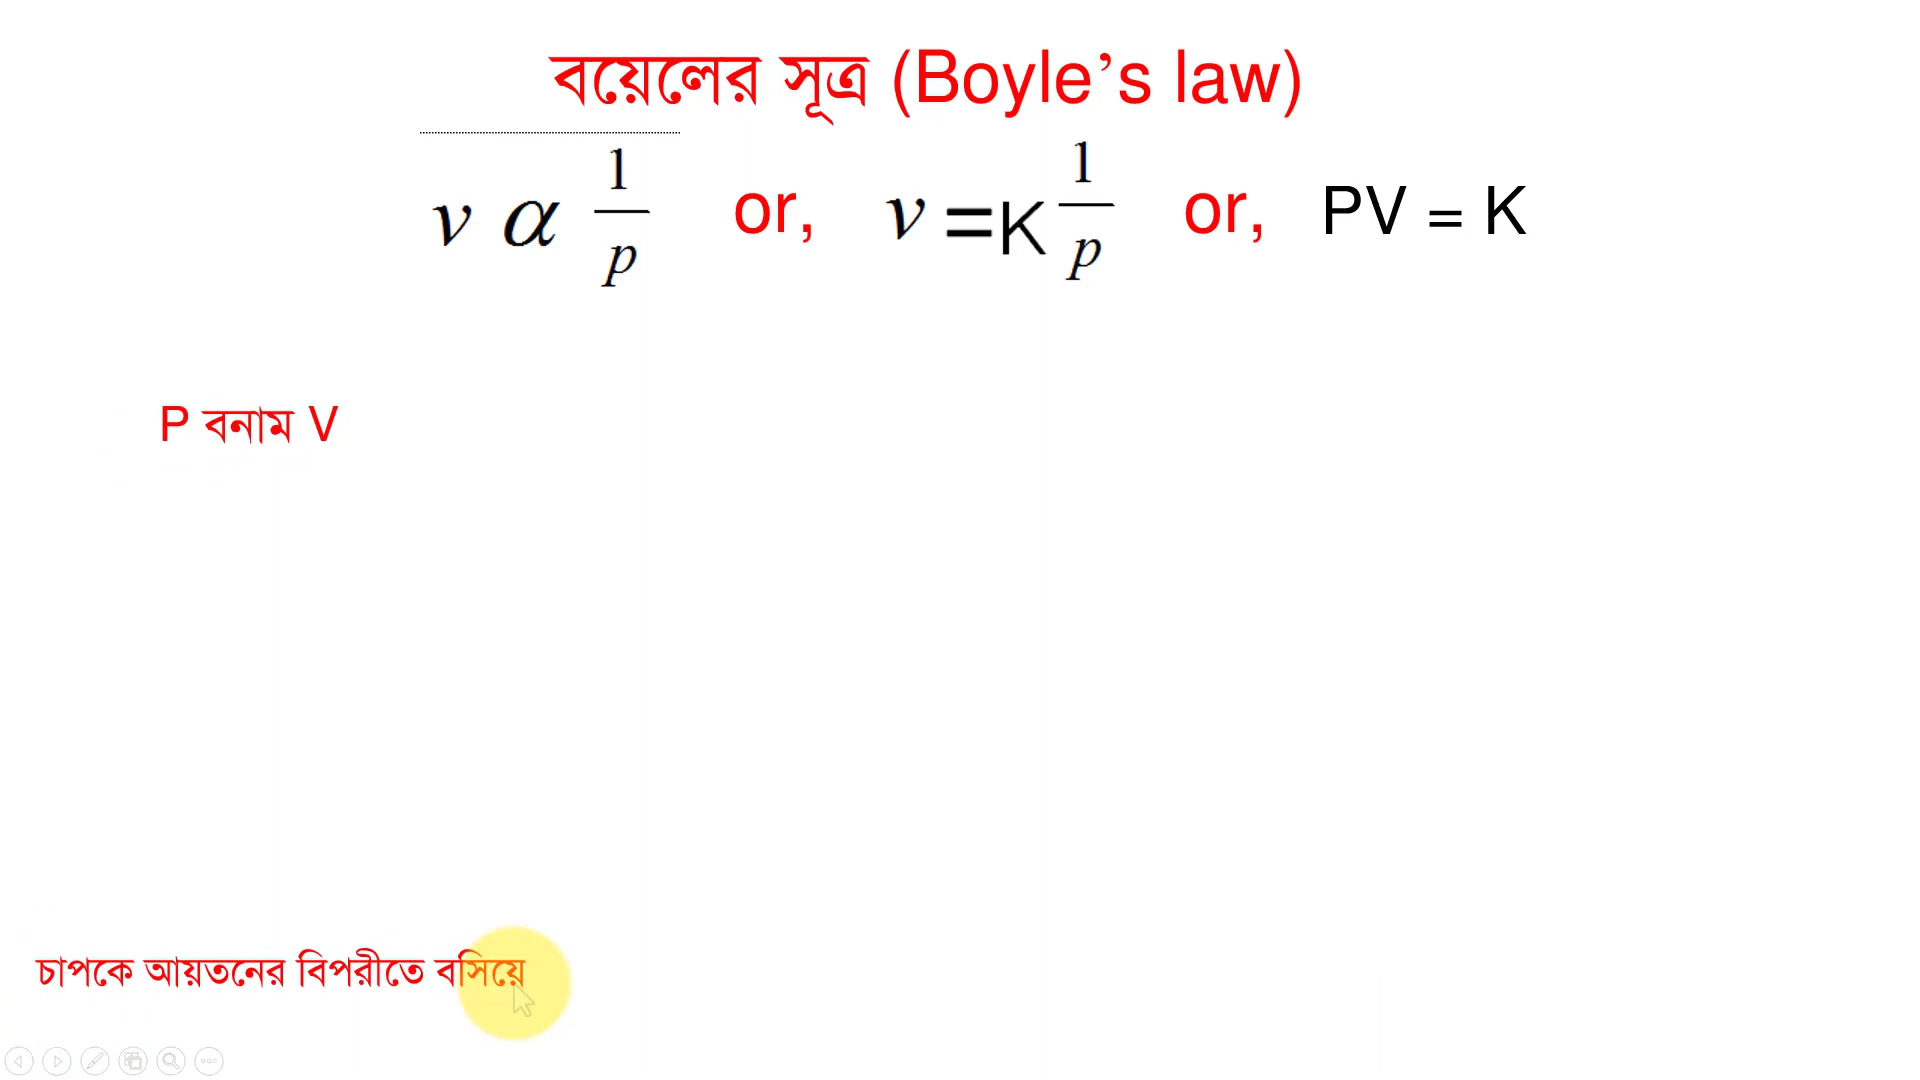 বয়েলের সূত্র (Boyle’s law)
v α 1/p or, v =K 1/p or, PV = K
P বনাম V
চাপকে আয়তনের বিপরীতে বসিয়ে